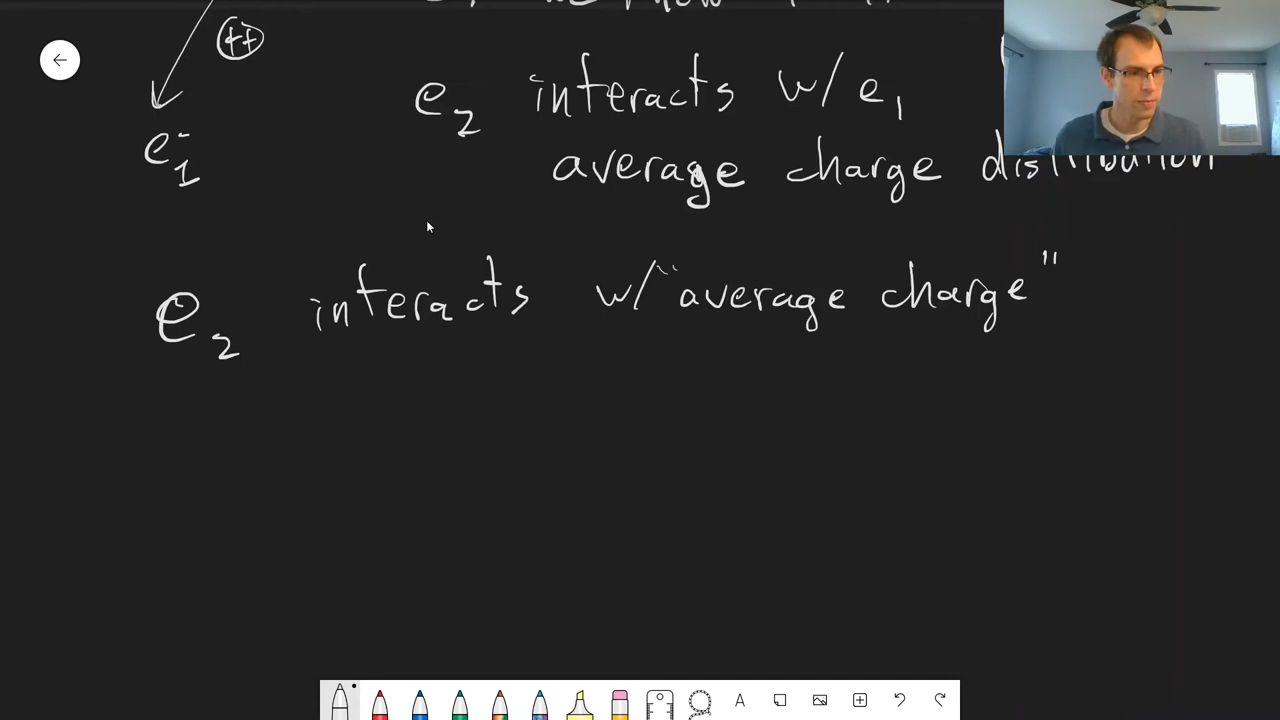 ++
e₁⁻
e₂ interacts w/ e₁
average charge distribution
e₂ interacts w/ "average charge"
A